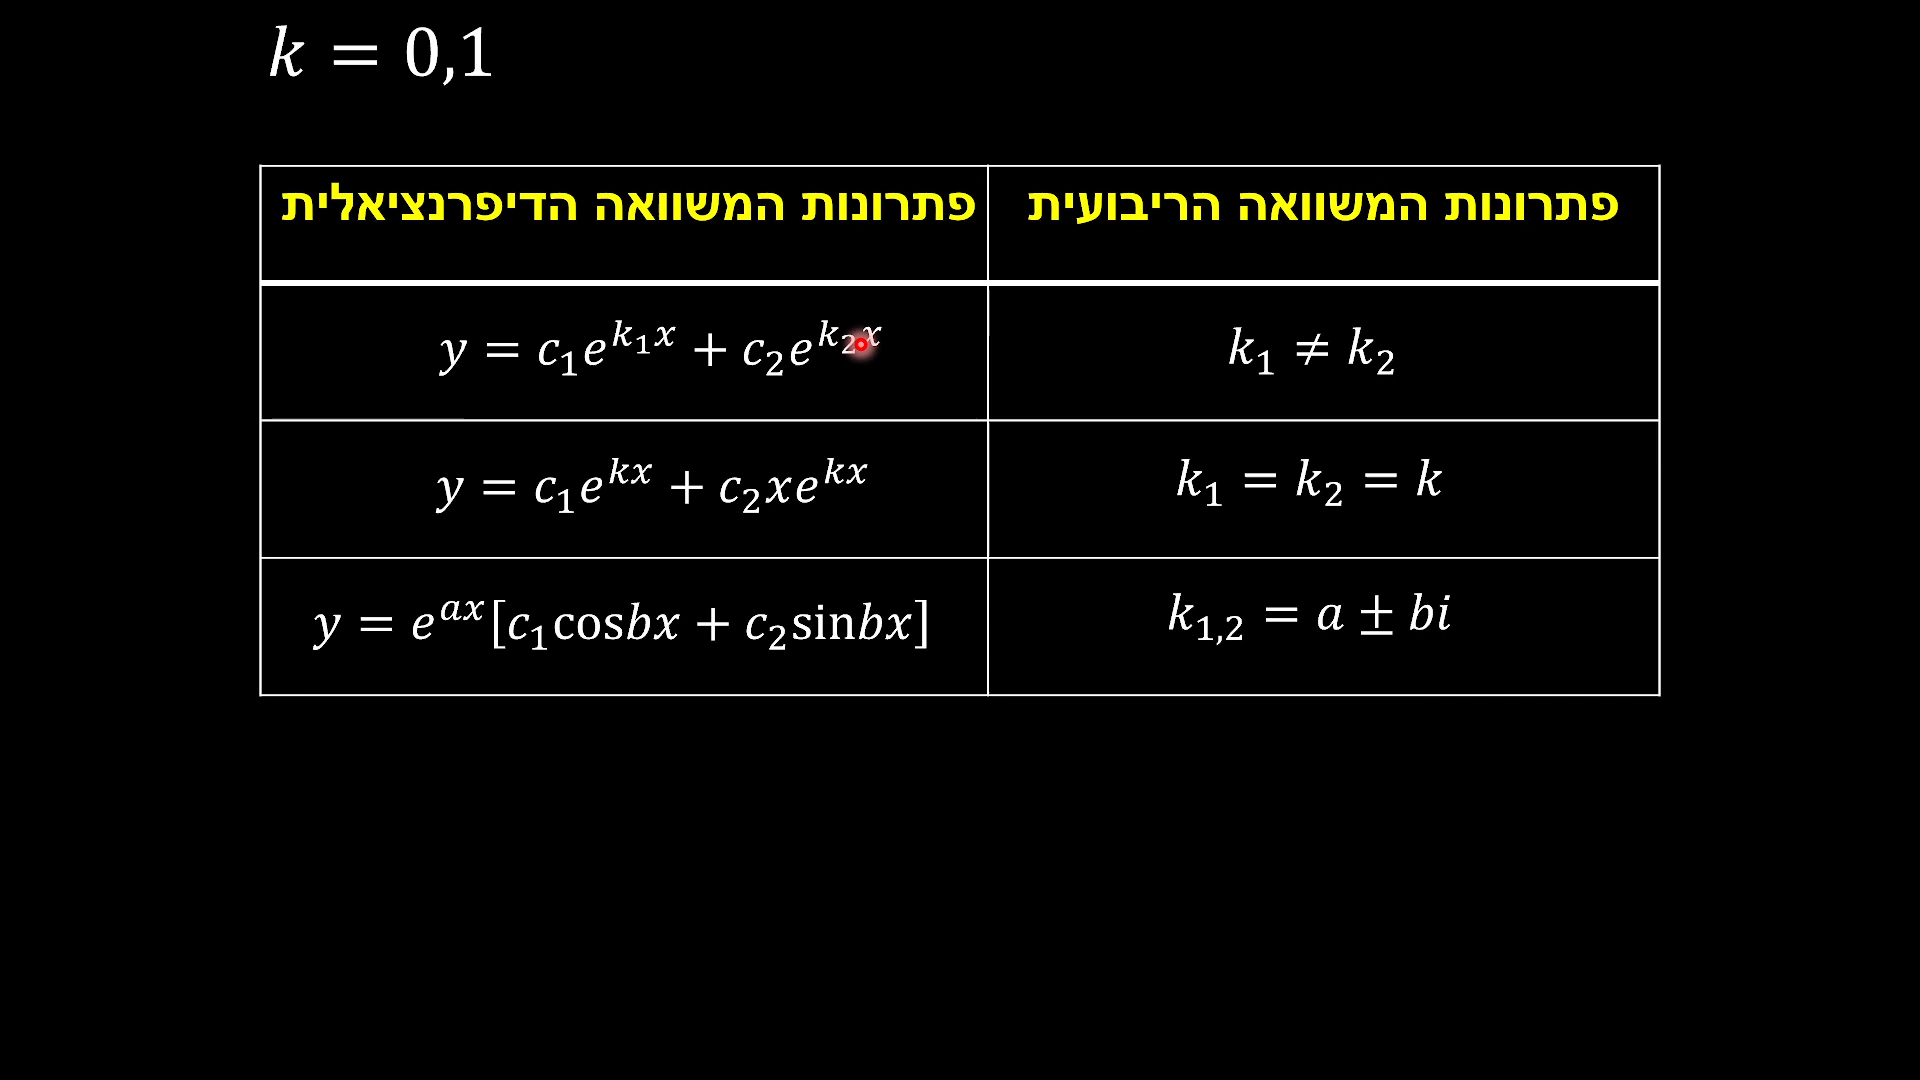 k = 0,1
פתרונות המשוואה הריבועית
פתרונות המשוואה הדיפרנציאלית
k₁ ≠ k₂
y = c₁e^{k₁x} + c₂e^{k₂x}
k₁ = k₂ = k
y = c₁e^{kx} + c₂xe^{kx}
k₁,₂ = a ± bi
y = e^{ax}[c₁cosbx + c₂sinbx]